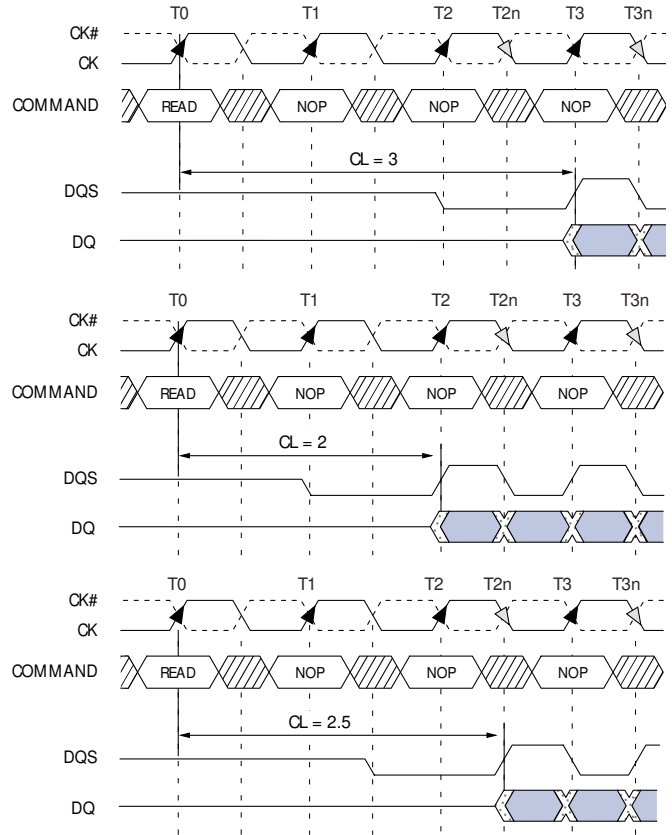 T0 T1 T2 T2n T3 T3n
CK#
CK
COMMAND READ NOP NOP NOP
CL = 3
DQS
DQ
T0 T1 T2 T2n T3 T3n
CK#
CK
COMMAND READ NOP NOP NOP
CL = 2
DQS
DQ
T0 T1 T2 T2n T3 T3n
CK#
CK
COMMAND READ NOP NOP NOP
CL = 2.5
DQS
DQ